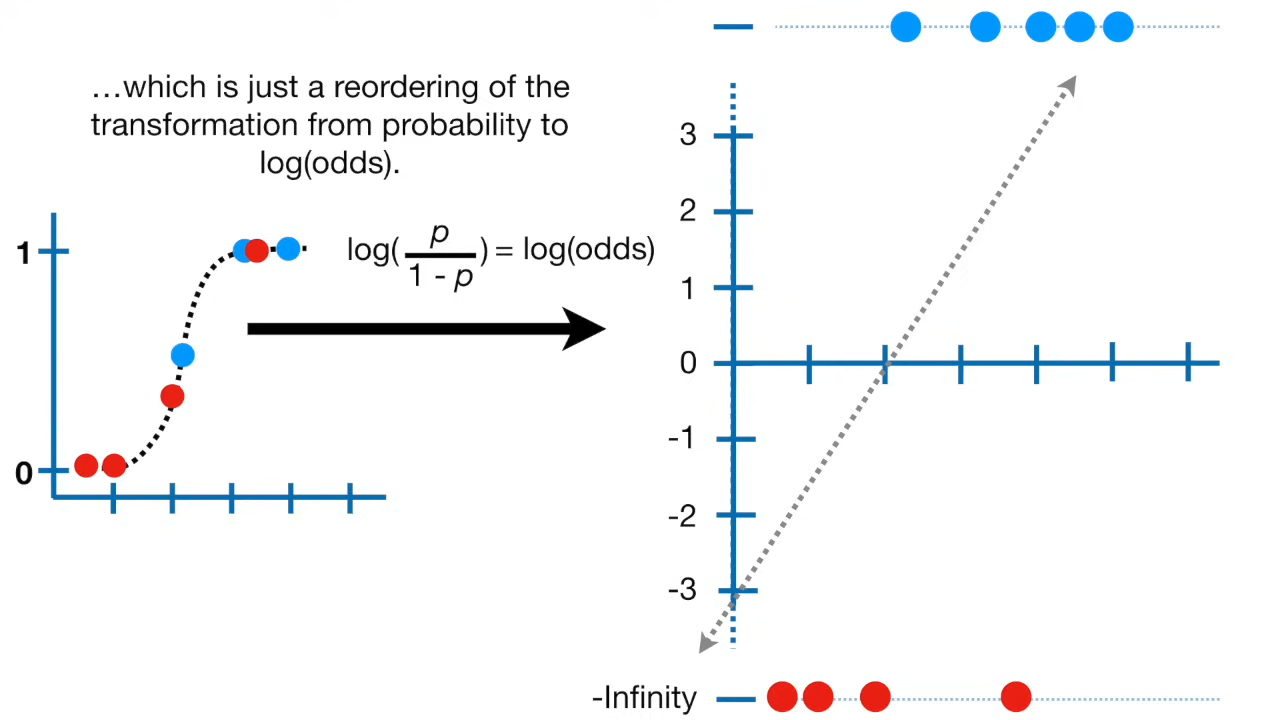 …which is just a reordering of the
transformation from probability to
log(odds).
1
0
log(p/1 - p) = log(odds)
3
2
1
0
-1
-2
-3
-Infinity